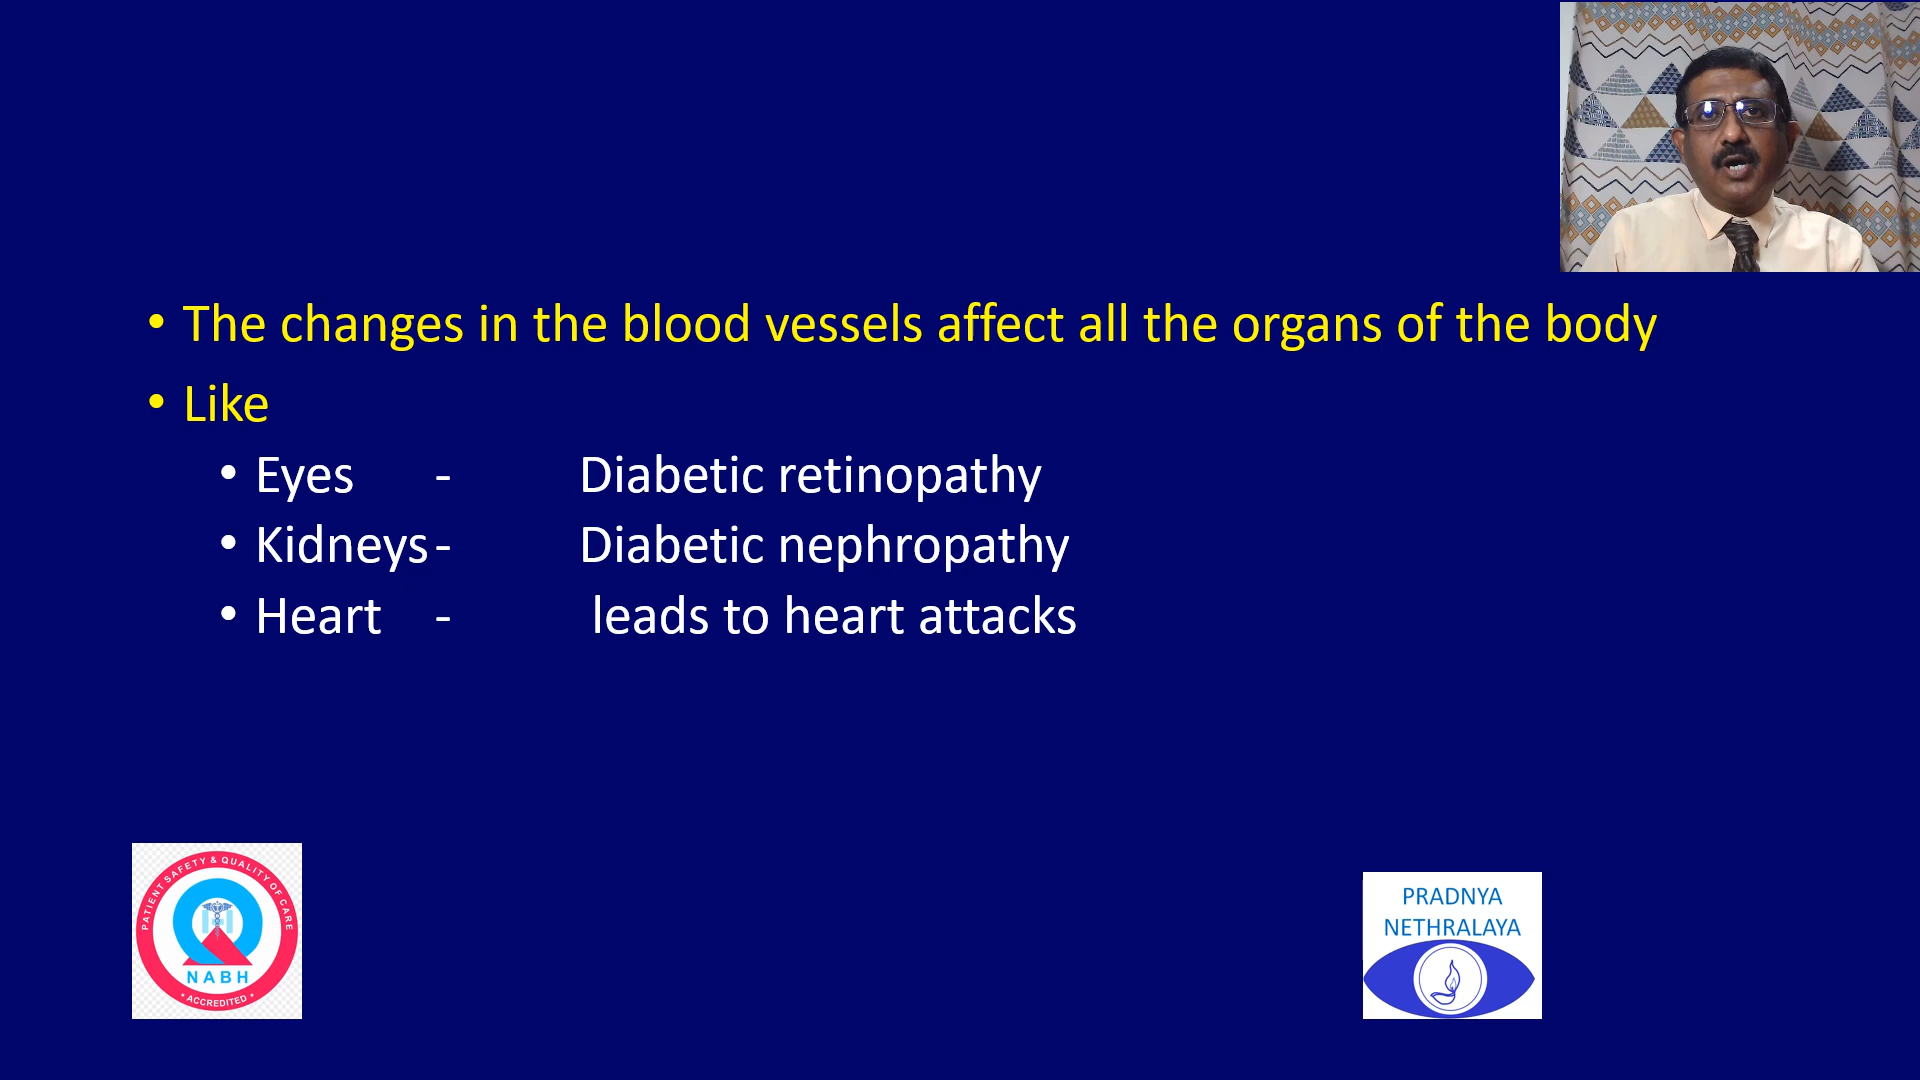 • The changes in the blood vessels affect all the organs of the body
• Like
• Eyes - Diabetic retinopathy
• Kidneys - Diabetic nephropathy
• Heart - leads to heart attacks
PATIENT SAFETY & QUALITY OF CARE
NABH
• ACCREDITED •
PRADNYA
NETHRALAYA